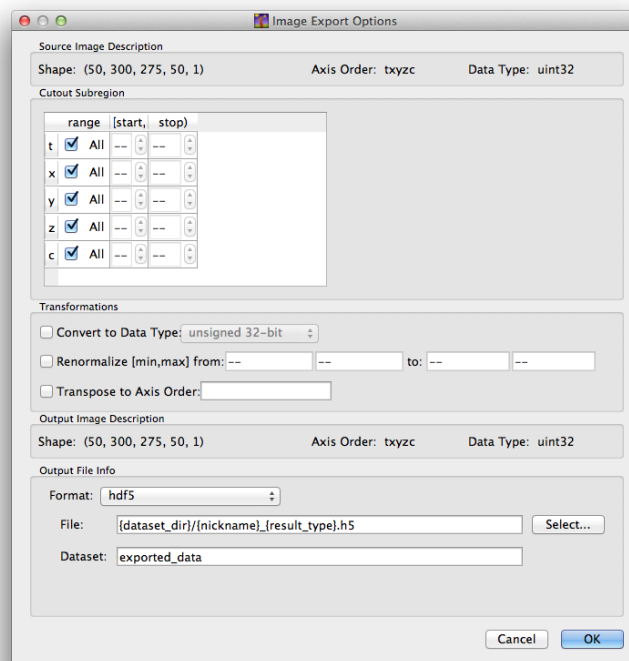 Image Export Options
Source Image Description
Shape: (50, 300, 275, 50, 1) Axis Order: txyzc Data Type: uint32
Cutout Subregion
range [start, stop)
t All -- --
x All -- --
y All -- --
z All -- --
c All -- --
Transformations
Convert to Data Type: unsigned 32-bit
Renormalize [min,max] from: -- -- to: -- --
Transpose to Axis Order:
Output Image Description
Shape: (50, 300, 275, 50, 1) Axis Order: txyzc Data Type: uint32
Output File Info
Format: hdf5
File: {dataset_dir}/{nickname}_{result_type}.h5 Select...
Dataset: exported_data
Cancel OK